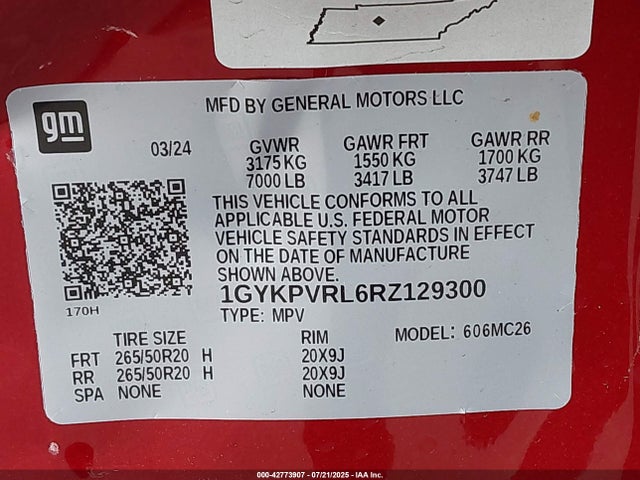 gm
MFD BY GENERAL MOTORS LLC
03/24
GVWR GAWR FRT GAWR RR
3175 KG 1550 KG 1700 KG
7000 LB 3417 LB 3747 LB
THIS VEHICLE CONFORMS TO ALL
APPLICABLE U.S. FEDERAL MOTOR
VEHICLE SAFETY STANDARDS IN EFFECT
ON THE DATE OF MANUFACTURE
SHOWN ABOVE.
1GYKPVRL6RZ129300
170H
TYPE: MPV
TIRE SIZE RIM MODEL: 606MC26
FRT 265/50R20 H 20X9J
RR 265/50R20 H 20X9J
SPA NONE NONE
000-42773907 - 07/21/2025 - IAA Inc.